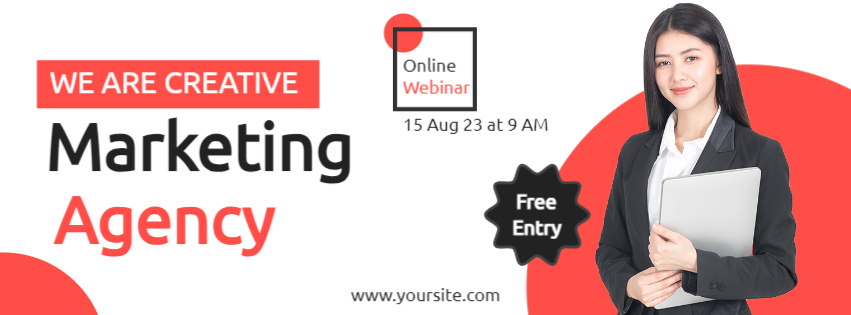 WE ARE CREATIVE
Marketing
Agency
Online
Webinar
15 Aug 23 at 9 AM
Free
Entry
www.yoursite.com